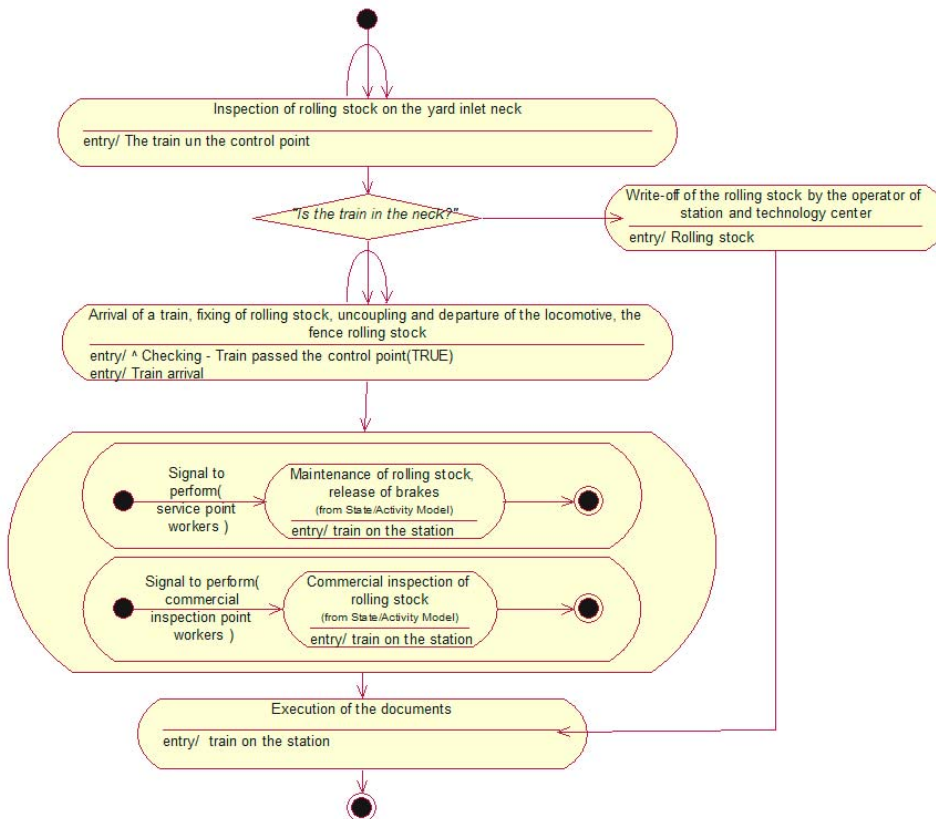 Inspection of rolling stock on the yard inlet neck
entry/ The train un the control point
"Is the train in the neck?"
Write-off of the rolling stock by the operator of
station and technology center
entry/ Rolling stock
Arrival of a train, fixing of rolling stock, uncoupling and departure of the locomotive, the
fence rolling stock
entry/ ^ Checking - Train passed the control point(TRUE)
entry/ Train arrival
Signal to
perform(
service point
workers )
Maintenance of rolling stock,
release of brakes
(from State/Activity Model)
entry/ train on the station
Signal to perform(
commercial
inspection point
workers )
Commercial inspection of
rolling stock
(from State/Activity Model)
entry/ train on the station
Execution of the documents
entry/ train on the station